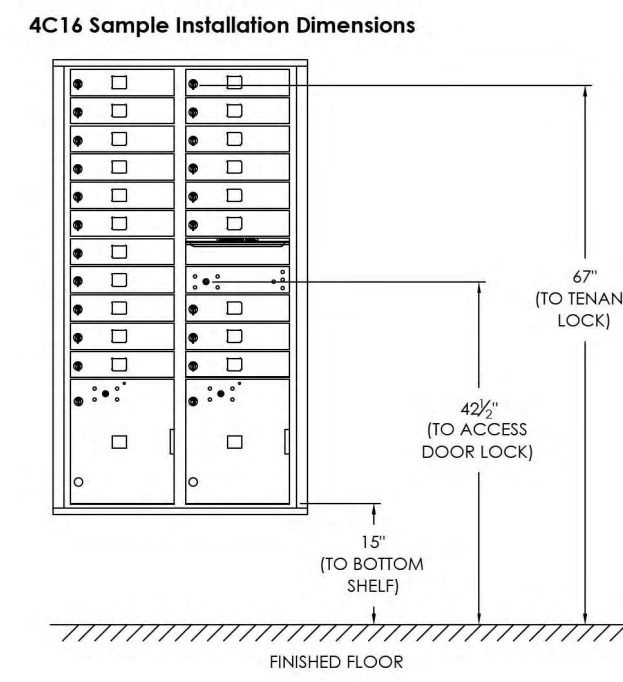 4C16 Sample Installation Dimensions
67"
(TO TENAN
LOCK)
42½"
(TO ACCESS
DOOR LOCK)
15"
(TO BOTTOM
SHELF)
FINISHED FLOOR